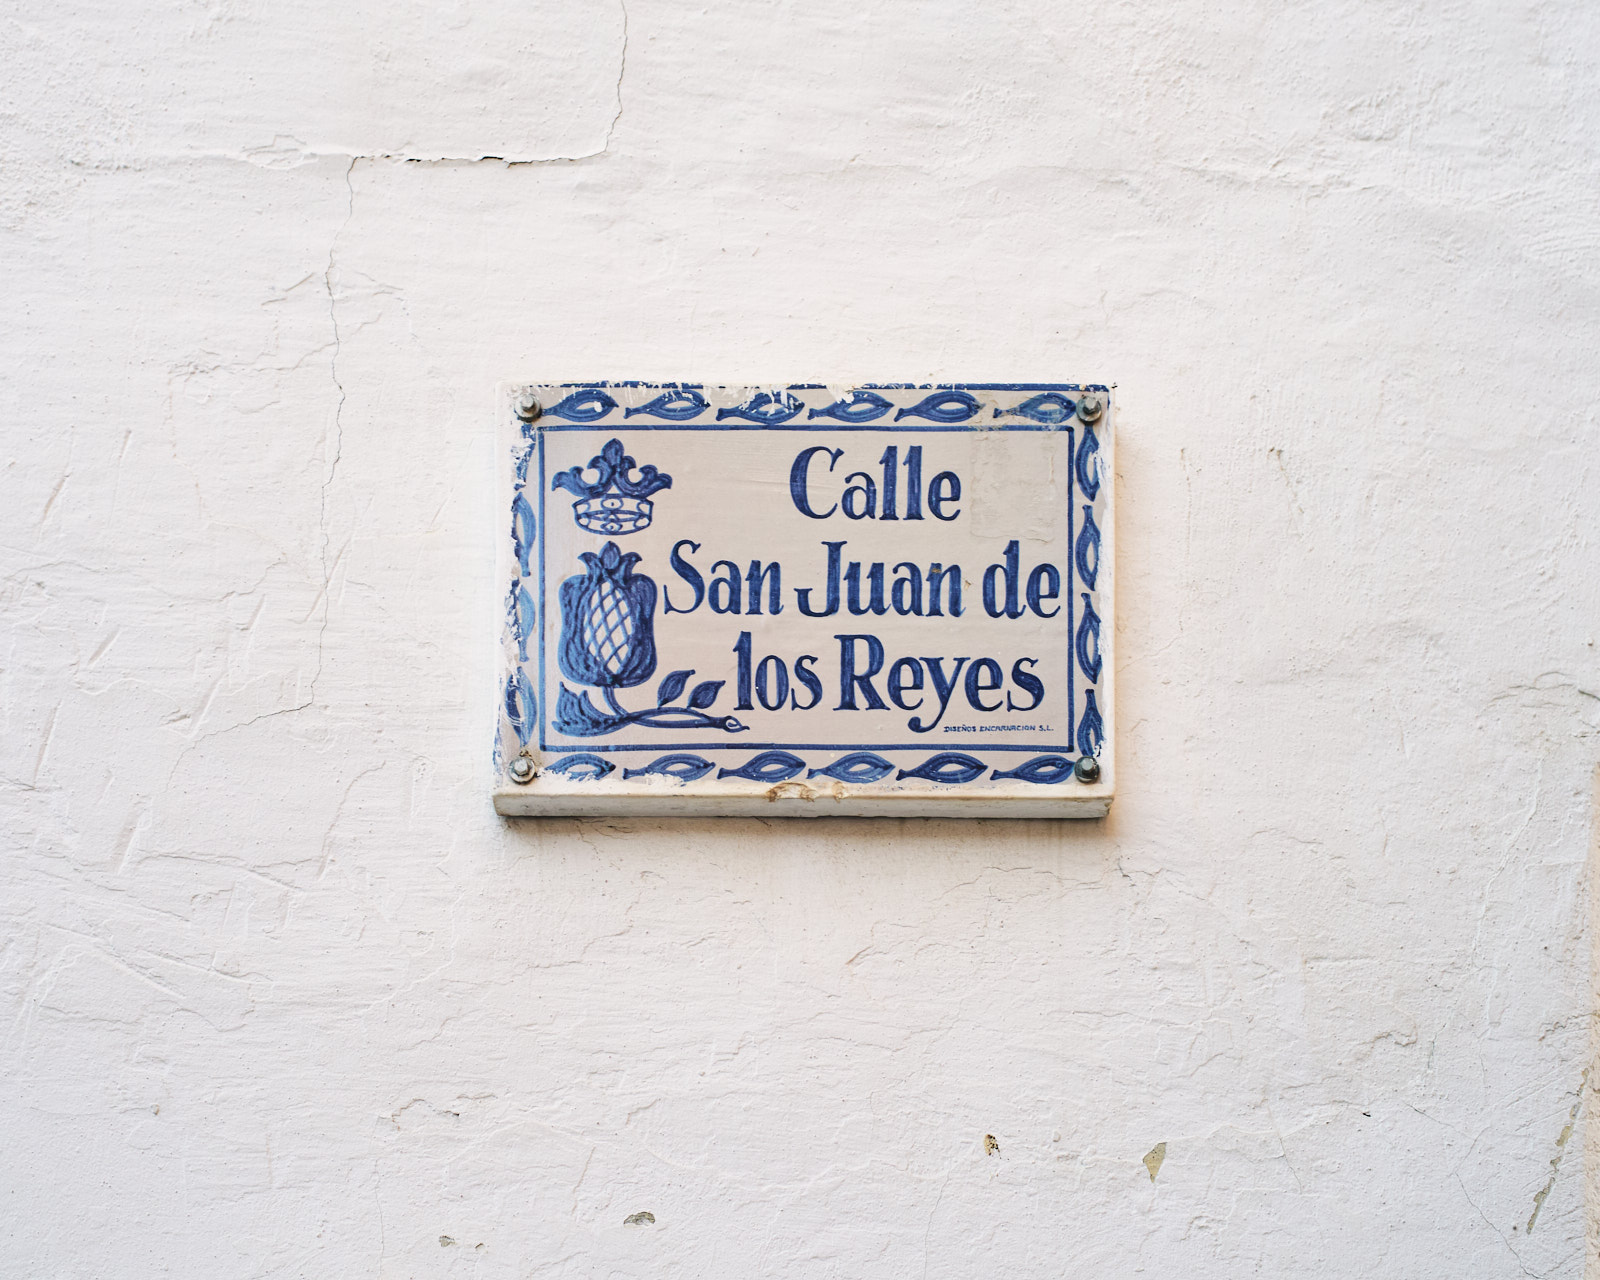 Calle
San Juan de
los Reyes
DISEÑOS ENCARNACION S.L.